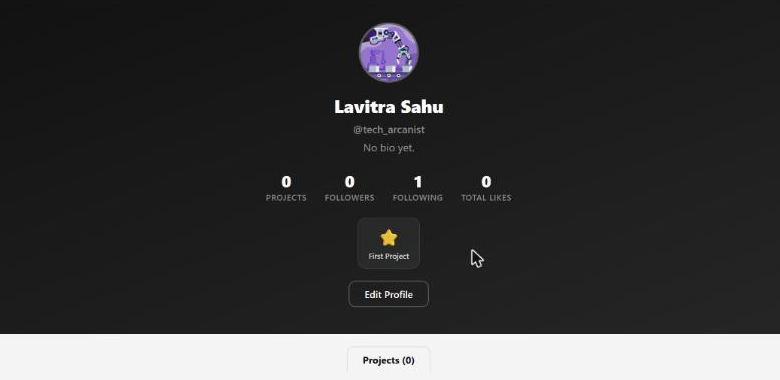 Lavitra Sahu
@tech_arcanist
No bio yet.
0 0 1 0
PROJECTS FOLLOWERS FOLLOWING TOTAL LIKES
First Project
Edit Profile
Projects (0)